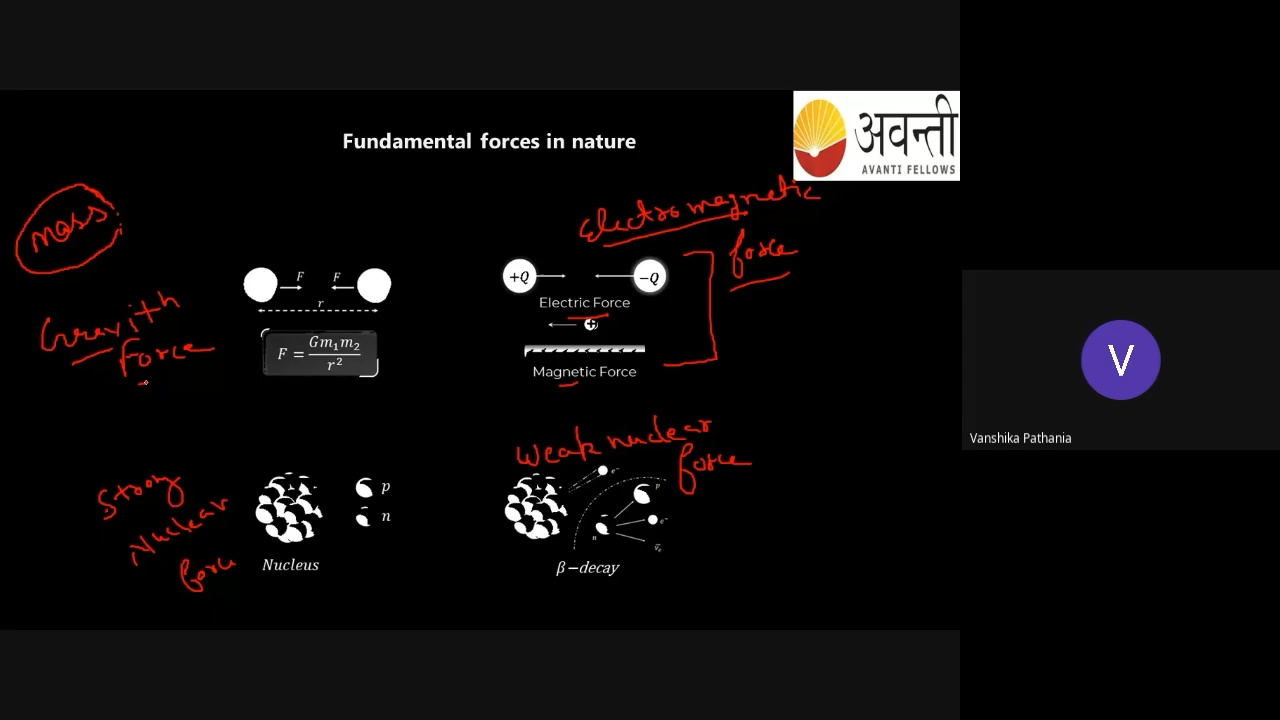 Fundamental forces in nature
अवन्ती
AVANTI FELLOWS
mass
Electromagnetic
force
F F
r
+Q −Q
Electric Force
Gravith
Force
F = Gm₁m₂/r²
+
Magnetic Force
Weak nuclear
force
Strong
Nuclear
force
p
n
e⁻
p
e⁻
n
Nucleus
β−decay
V
Vanshika Pathania